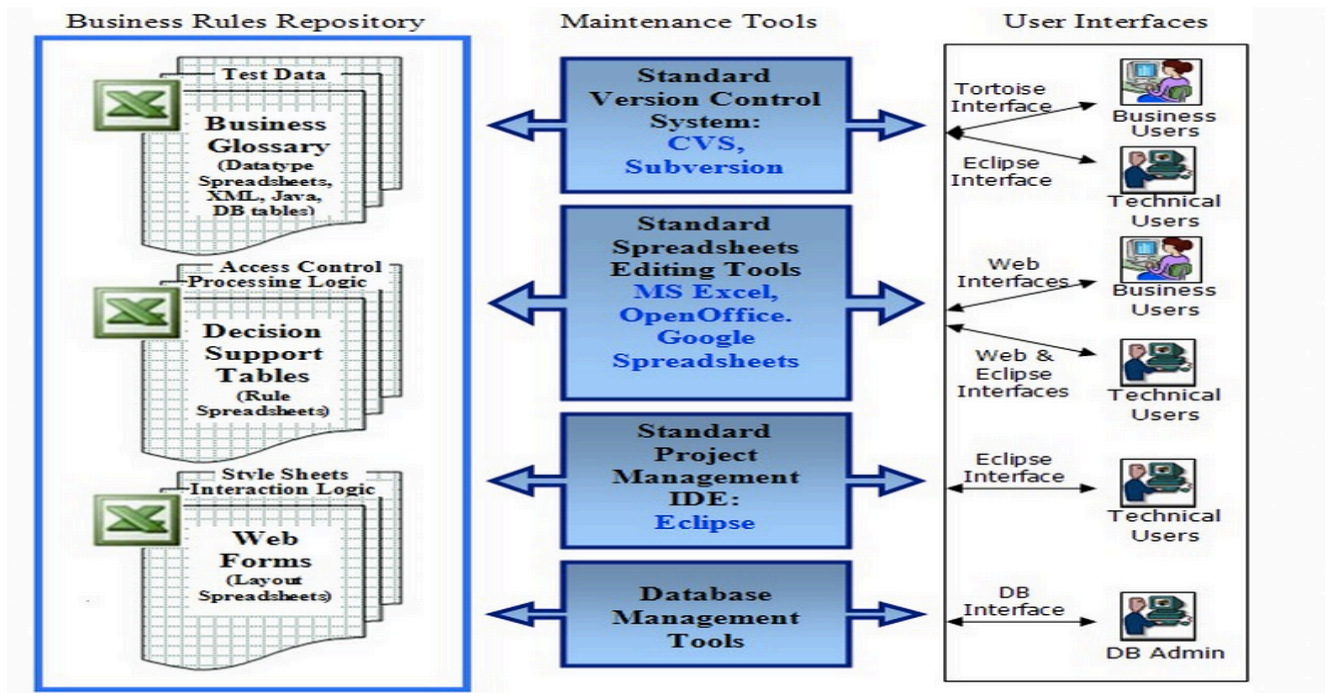 Business Rules Repository
Test Data
Business
Glossary
(Datatype
Spreadsheets,
XML, Java,
DB tables)
Access Control
Processing Logic
Decision
Support
Tables
(Rule
Spreadsheets)
Style Sheets
Interaction Logic
Web
Forms
(Layout
Spreadsheets)
Maintenance Tools
Standard
Version Control
System:
CVS,
Subversion
Standard
Spreadsheets
Editing Tools
MS Excel,
OpenOffice.
Google
Spreadsheets
Standard
Project
Management
IDE:
Eclipse
Database
Management
Tools
User Interfaces
Tortoise
Interface
Business
Users
Eclipse
Interface
Technical
Users
Web
Interfaces
Business
Users
Web &
Eclipse
Interfaces
Technical
Users
Eclipse
Interface
Technical
Users
DB
Interface
DB Admin